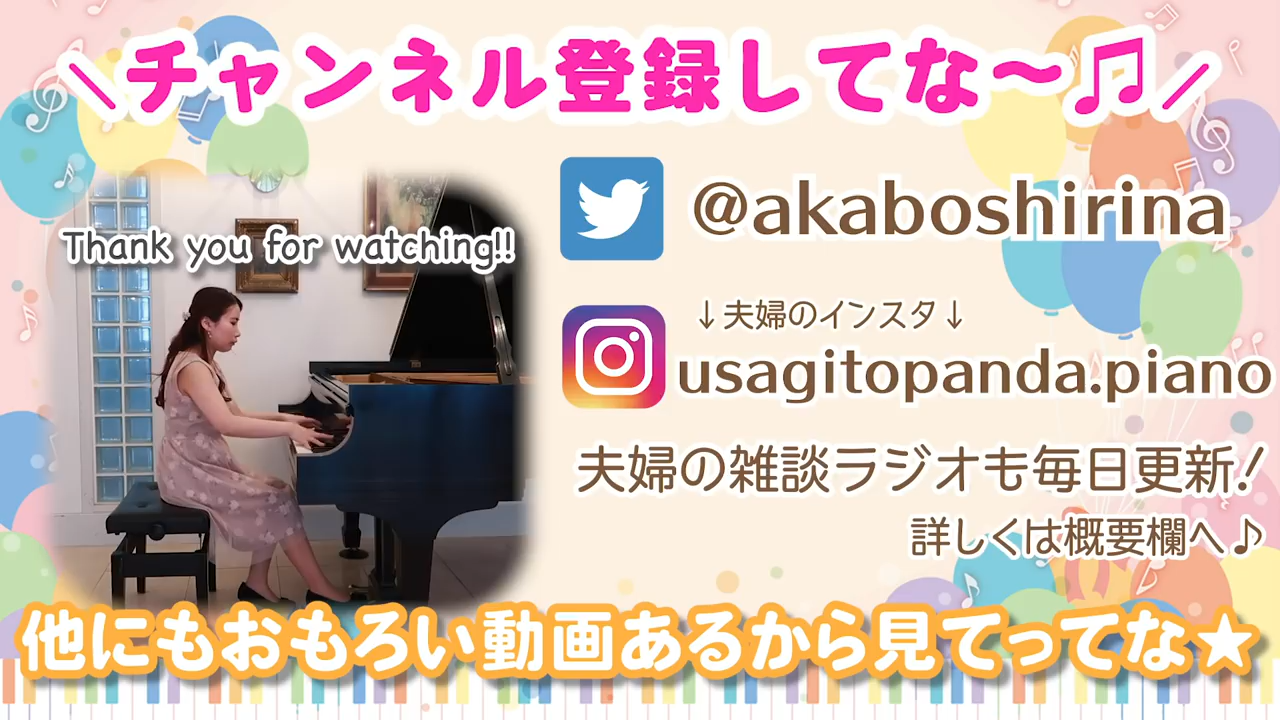 ＼チャンネル登録してな〜♫／
Thank you for watching!!
@akaboshirina
↓夫婦のインスタ↓
usagitopanda.piano
夫婦の雑談ラジオも毎日更新！
詳しくは概要欄へ♪
他にもおもろい動画あるから見てってな★